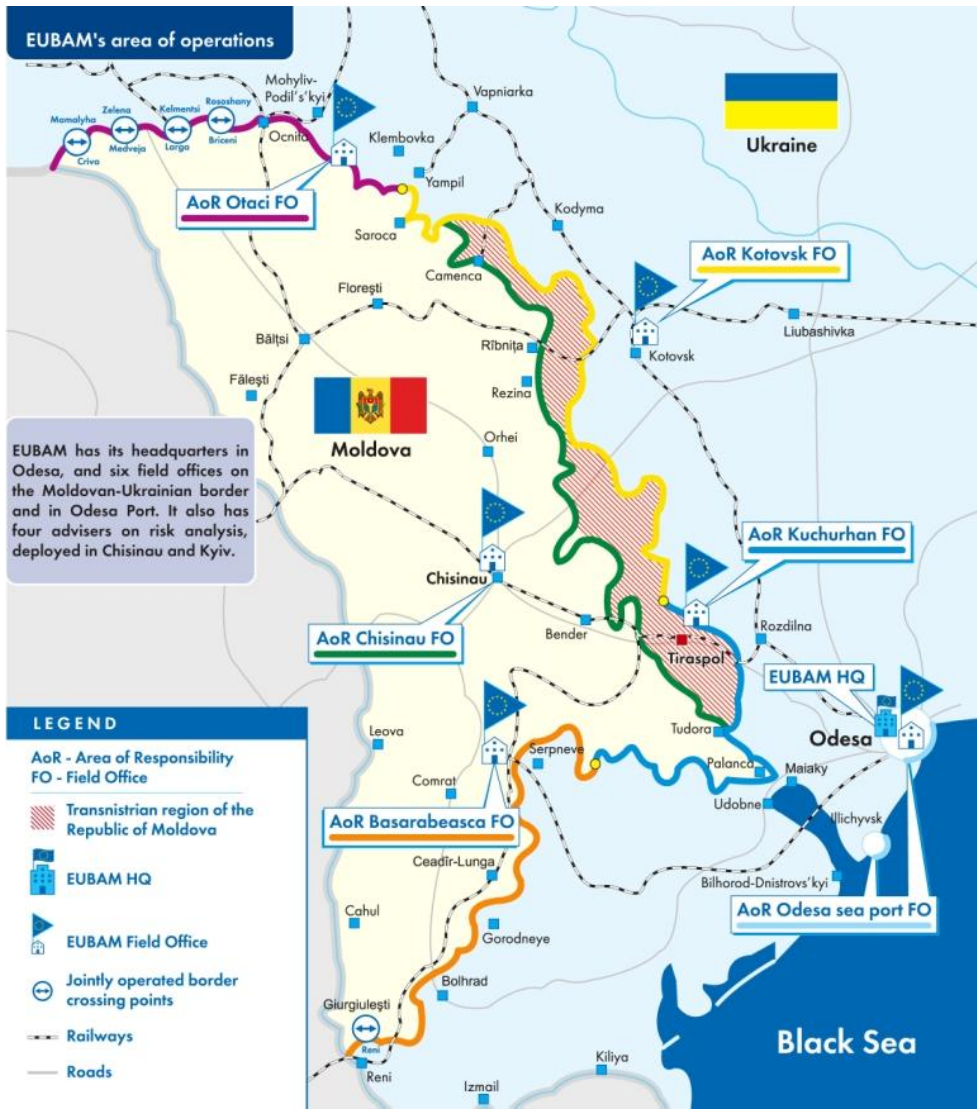 EUBAM's area of operations
Mohyliv-
Podil's'kyi
Vapniarka
Ukraine
Mamalyha
Zelena
Kelmentsi
Rososhany
Criva
Medveja
Larga
Briceni
Ocnita
Klembovka
Yampil
AoR Otaci FO
Saroca
Kodyma
AoR Kotovsk FO
Camenca
Floreşti
Liubashivka
Bălţsi
Rîbniţa
Kotovsk
Făleşti
Rezina
Moldova
Orhei
EUBAM has its headquarters in
Odesa, and six field offices on
the Moldovan-Ukrainian border
and in Odesa Port. It also has
four advisers on risk analysis,
deployed in Chisinau and Kyiv.
AoR Kuchurhan FO
Chisinau
AoR Chisinau FO
Bender
Tiraspol
Rozdilna
EUBAM HQ
Odesa
LEGEND
AoR - Area of Responsibility
FO - Field Office
Transnistrian region of the
Republic of Moldova
EUBAM HQ
EUBAM Field Office
Jointly operated border
crossing points
Railways
Roads
Leova
Tudora
Serpneve
Palanca
Maiaky
Comrat
Udobne
Illichyvsk
AoR Basarabeasca FO
Ceadîr-Lunga
Bilhorod-Dnistrovs'kyi
AoR Odesa sea port FO
Cahul
Gorodneye
Bolhrad
Giurgiuleşti
Reni
Reni
Black Sea
Kiliya
Izmail